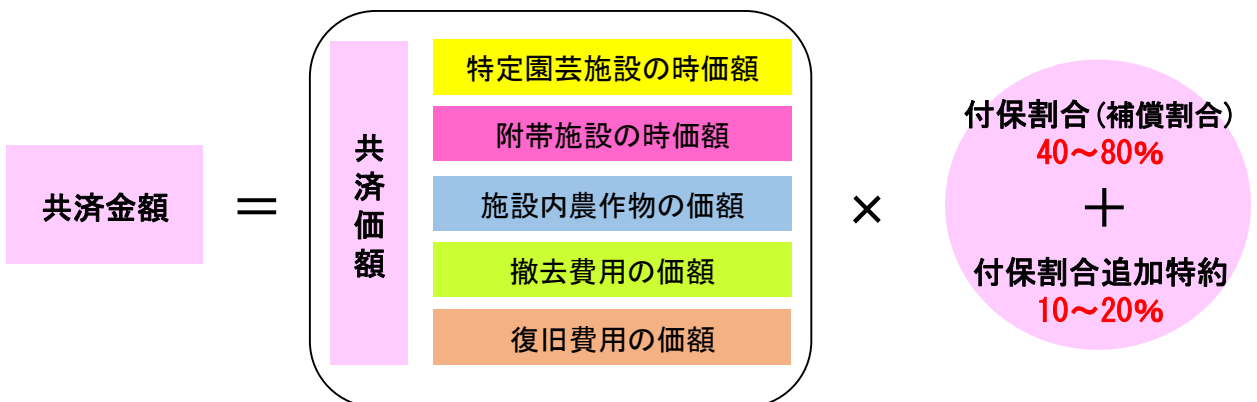 共済金額
＝
共済価額
特定園芸施設の時価額
附帯施設の時価額
施設内農作物の価額
撤去費用の価額
復旧費用の価額
×
付保割合（補償割合）
40～80％
＋
付保割合追加特約
10～20％